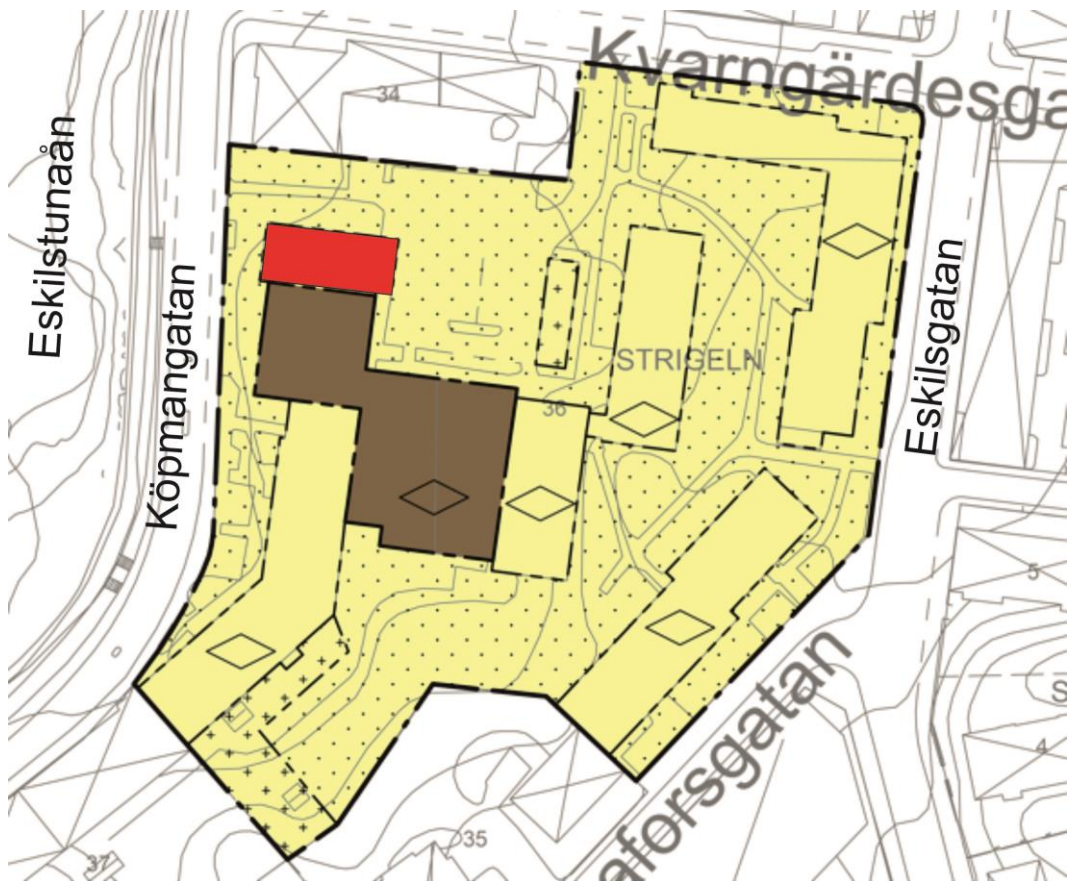 Kvarngärdesga
34
Eskilstunaån
Köpmangatan
Eskilsgatan
STRIGELN
36
5
S
4
aforsgatan
35
37